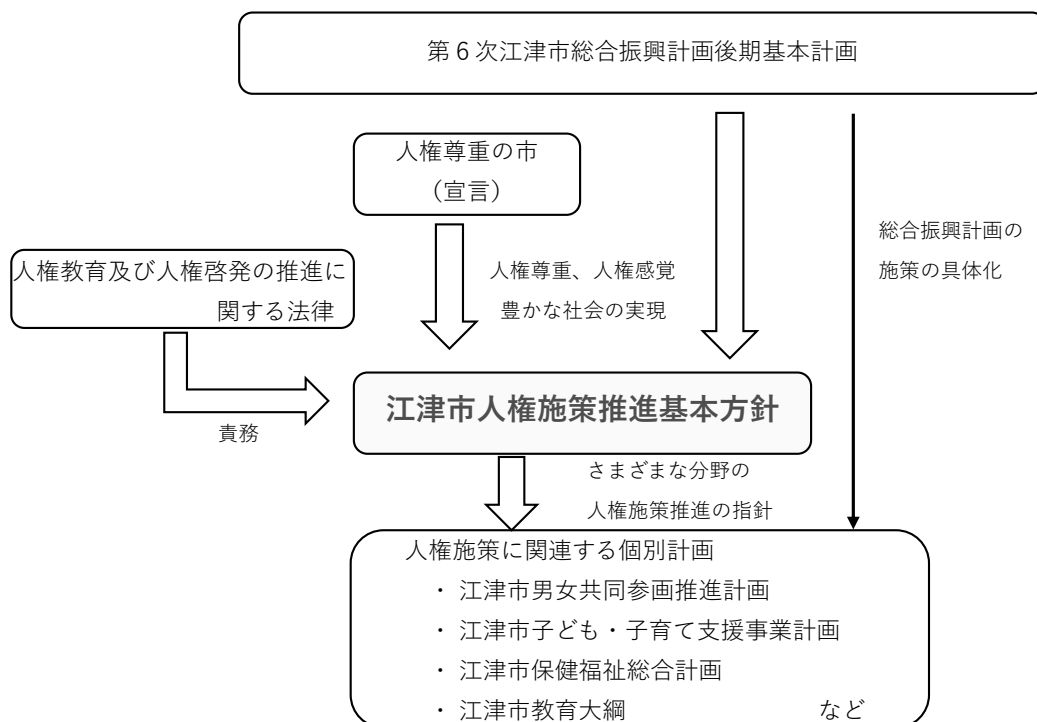 第6次江津市総合振興計画後期基本計画
人権尊重の市
（宣言）
総合振興計画の
施策の具体化
人権教育及び人権啓発の推進に
関する法律
人権尊重、人権感覚
豊かな社会の実現
江津市人権施策推進基本方針
責務
さまざまな分野の
人権施策推進の指針
人権施策に関連する個別計画
・ 江津市男女共同参画推進計画
・ 江津市子ども・子育て支援事業計画
・ 江津市保健福祉総合計画
・ 江津市教育大綱　　　　　　　　など